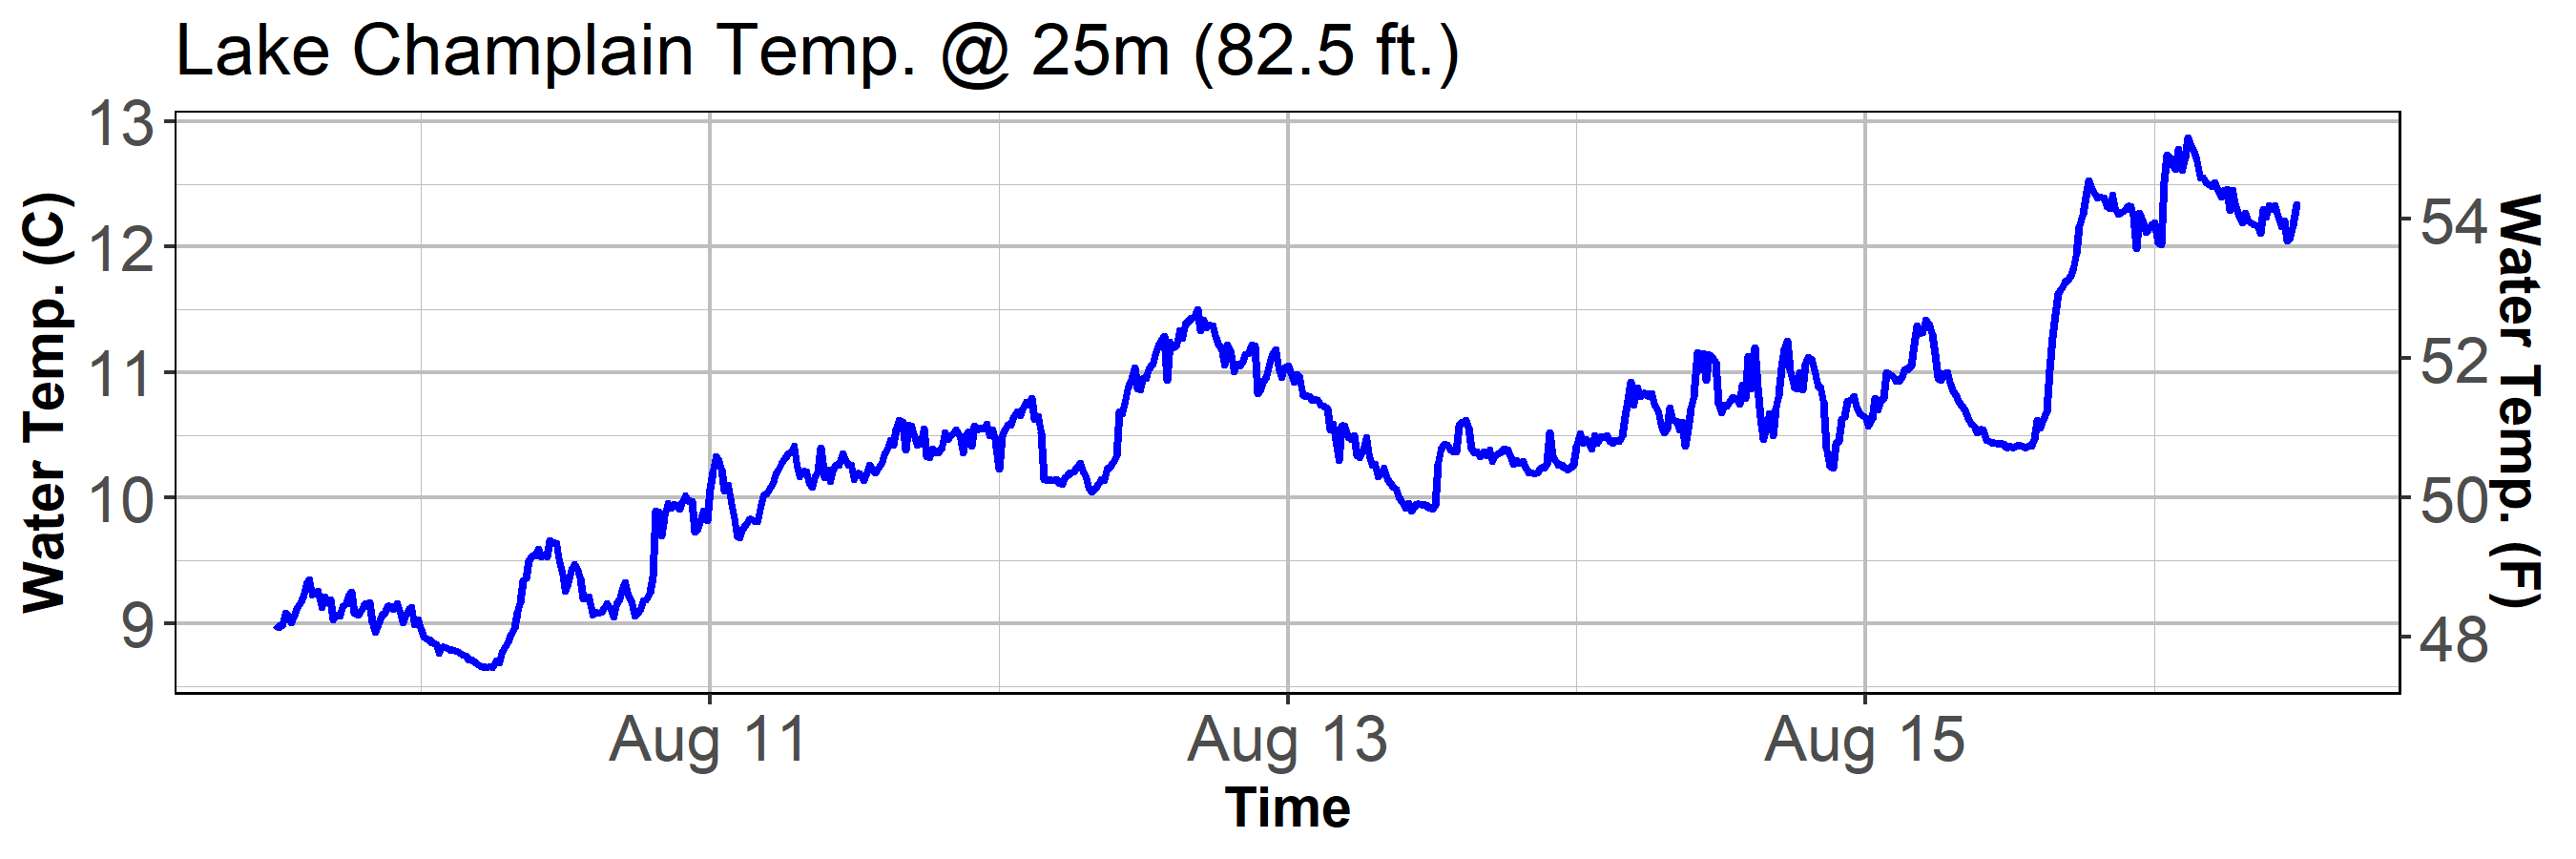 Lake Champlain Temp. @ 25m (82.5 ft.)
Water Temp. (C)
13
12
11
10
9
54
52
50
48
Water Temp. (F)
Aug 11
Aug 13
Aug 15
Time